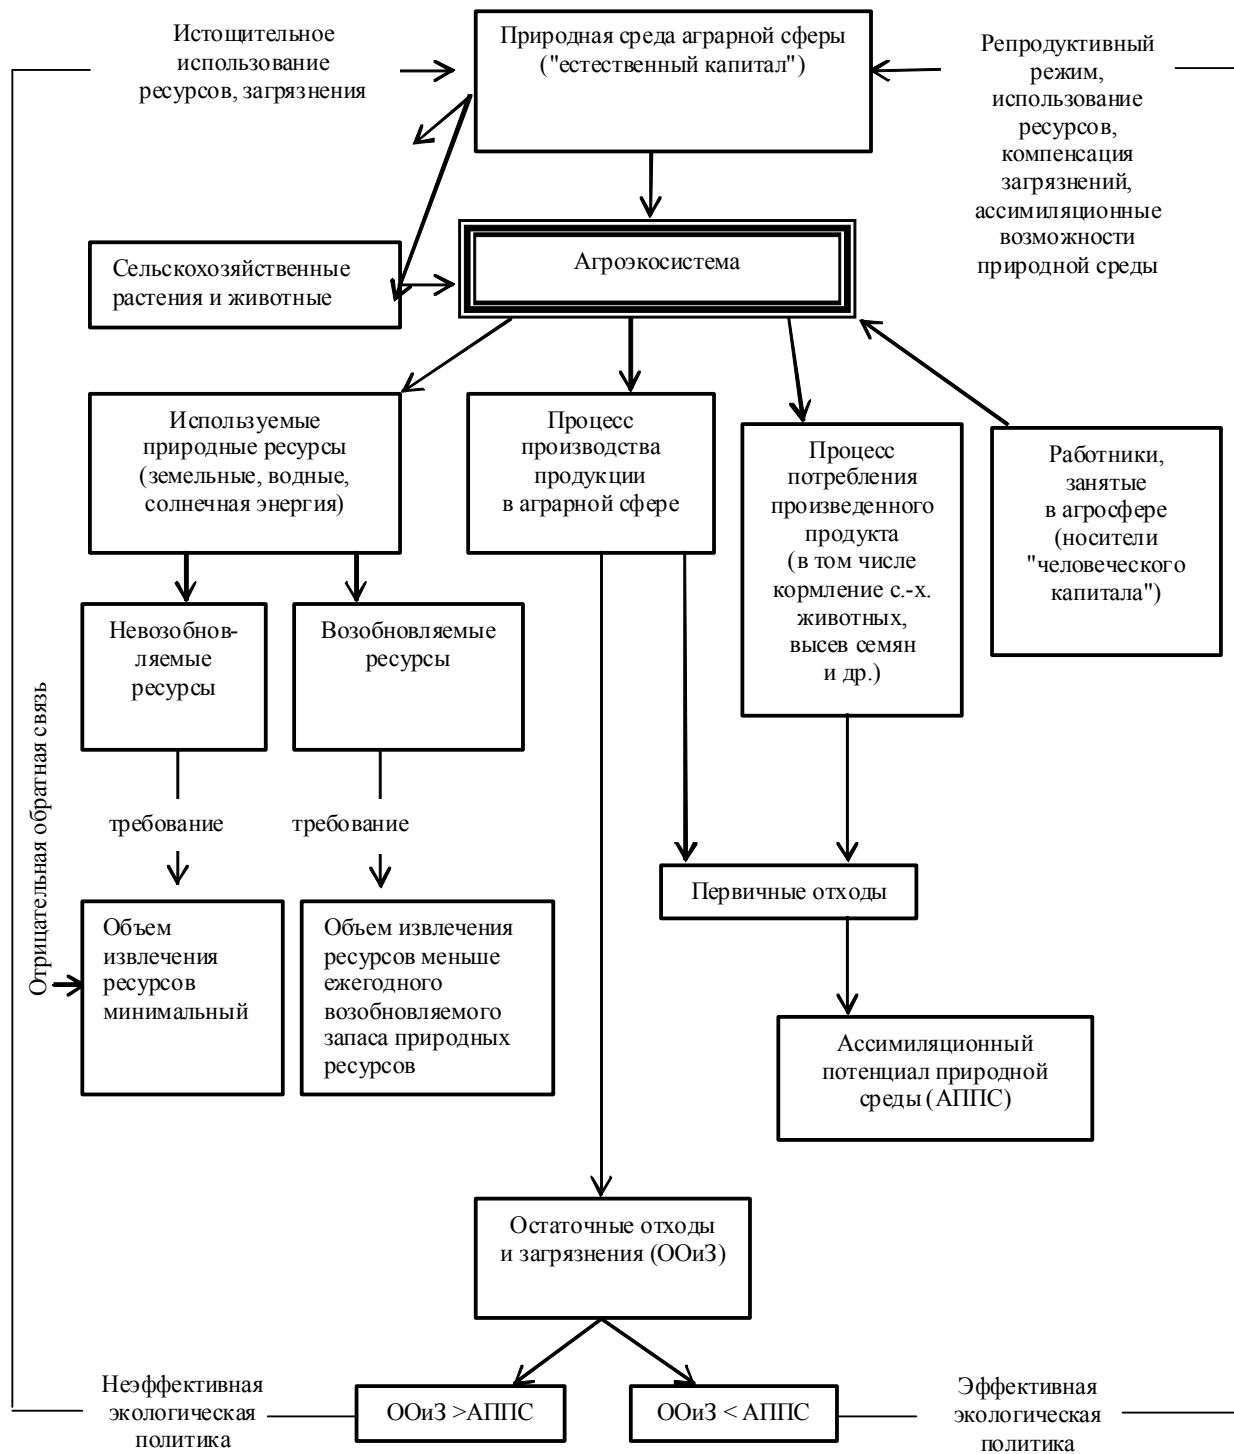 Истощительное
использование
ресурсов, загрязнения
Природная среда аграрной сферы
("естественный капитал")
Репродуктивный
режим,
использование
ресурсов,
компенсация
загрязнений,
ассимиляционные
возможности
природной среды
Сельскохозяйственные
растения и животные
Агроэкосистема
Используемые
природные ресурсы
(земельные, водные,
солнечная энергия)
Процесс
производства
продукции
в аграрной сфере
Процесс
потребления
произведенного
продукта
(в том числе
кормление с.-х.
животных,
высев семян
и др.)
Работники,
занятые
в агросфере
(носители
"человеческого
капитала")
Невозобнов-
ляемые
ресурсы
Возобновляемые
ресурсы
Отрицательная обратная связь
требование
требование
Первичные отходы
Объем
извлечения
ресурсов
минимальный
Объем извлечения
ресурсов меньше
ежегодного
возобновляемого
запаса природных
ресурсов
Ассимиляционный
потенциал природной
среды (АППС)
Остаточные отходы
и загрязнения (ООиЗ)
Неэффективная
экологическая
политика
ООиЗ >АППС
ООиЗ < АППС
Эффективная
экологическая
политика